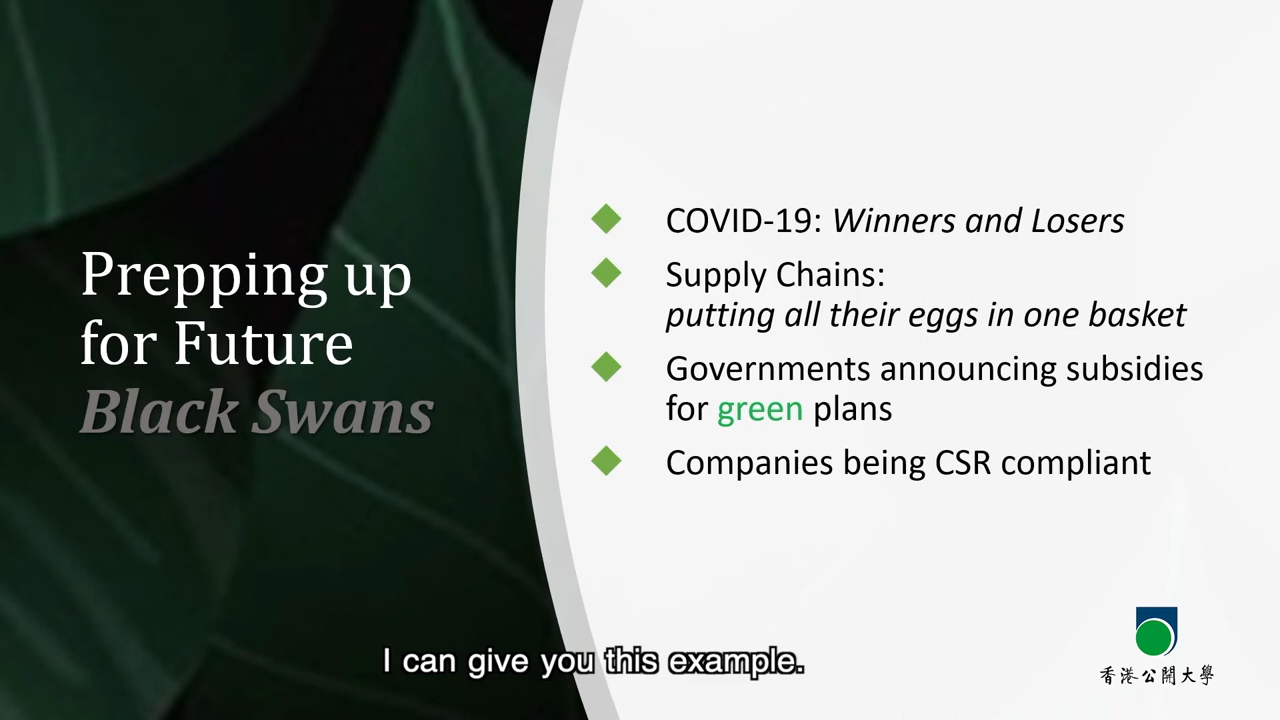 Prepping up
for Future
Black Swans
COVID-19: Winners and Losers
Supply Chains:
putting all their eggs in one basket
Governments announcing subsidies
for green plans
Companies being CSR compliant
I can give you this example.
香港公開大學